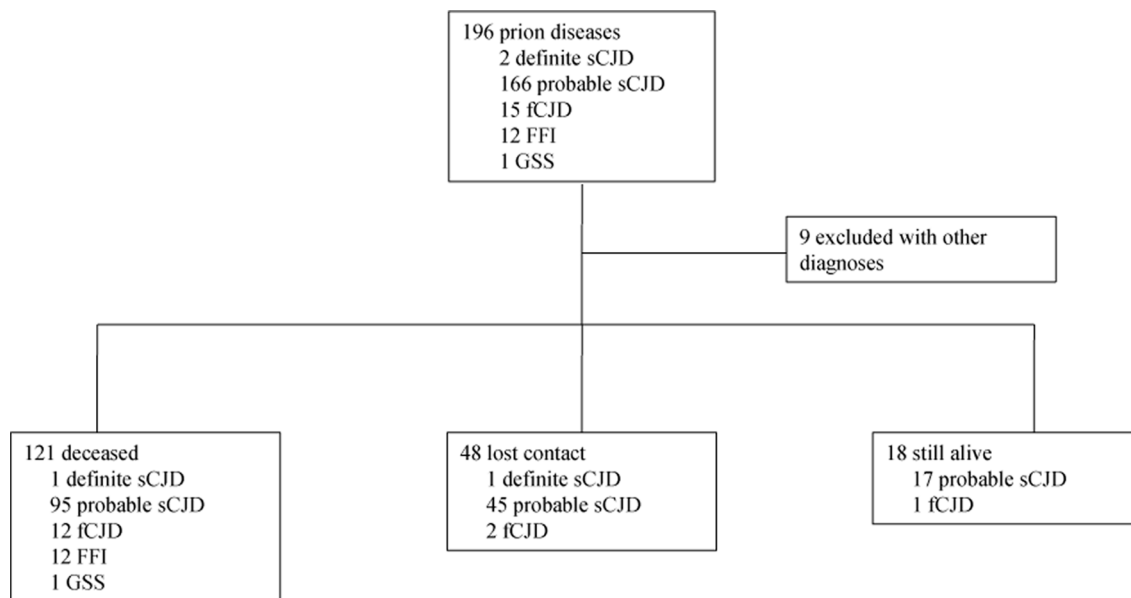 196 prion diseases
2 definite sCJD
166 probable sCJD
15 fCJD
12 FFI
1 GSS
9 excluded with other
diagnoses
121 deceased
1 definite sCJD
95 probable sCJD
12 fCJD
12 FFI
1 GSS
48 lost contact
1 definite sCJD
45 probable sCJD
2 fCJD
18 still alive
17 probable sCJD
1 fCJD